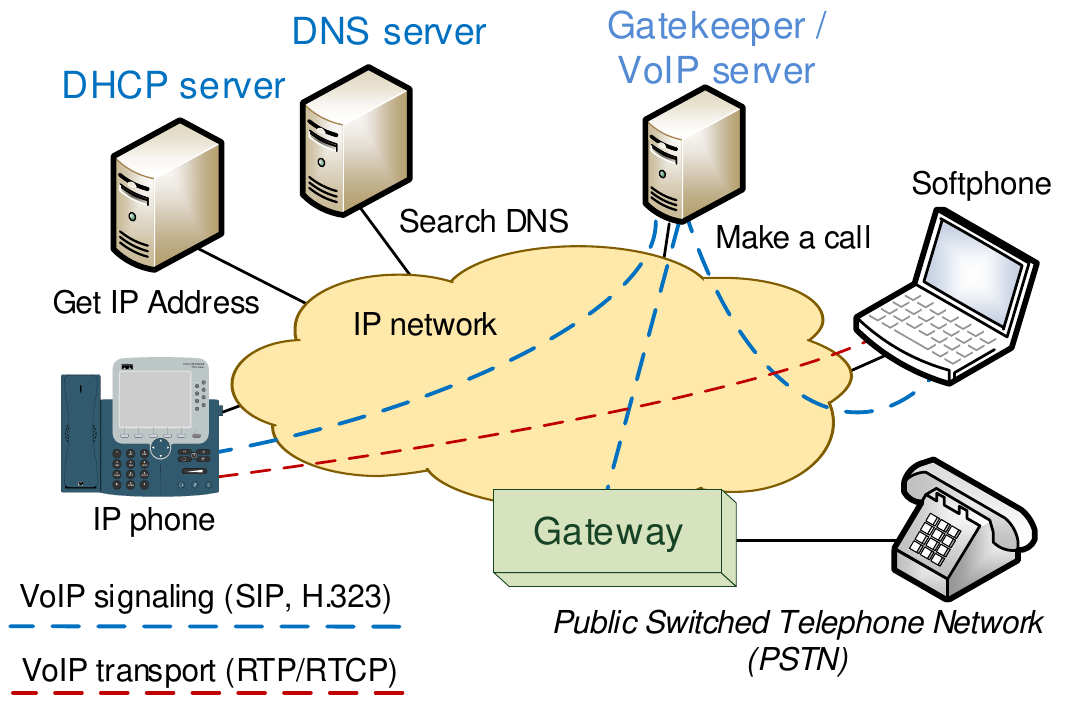 DNS server
Gatekeeper /
VoIP server
DHCP server
Softphone
Search DNS
Make a call
Get IP Address
IP network
IP phone
Gateway
VoIP signaling (SIP, H.323)
Public Switched Telephone Network
(PSTN)
VoIP transport (RTP/RTCP)